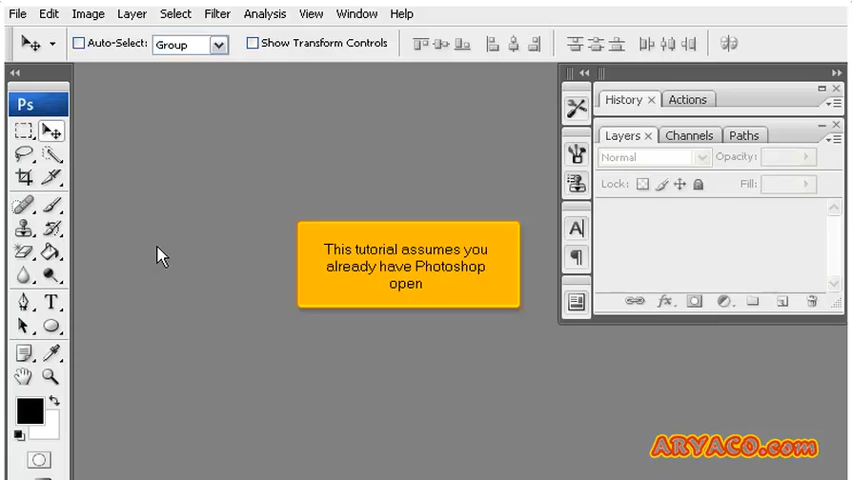 File Edit Image Layer Select Filter Analysis View Window Help
Auto-Select: Group Show Transform Controls
Ps
History Actions
Layers Channels Paths
Normal Opacity:
Lock: Fill:
This tutorial assumes you
already have Photoshop
open
ARYACO.com